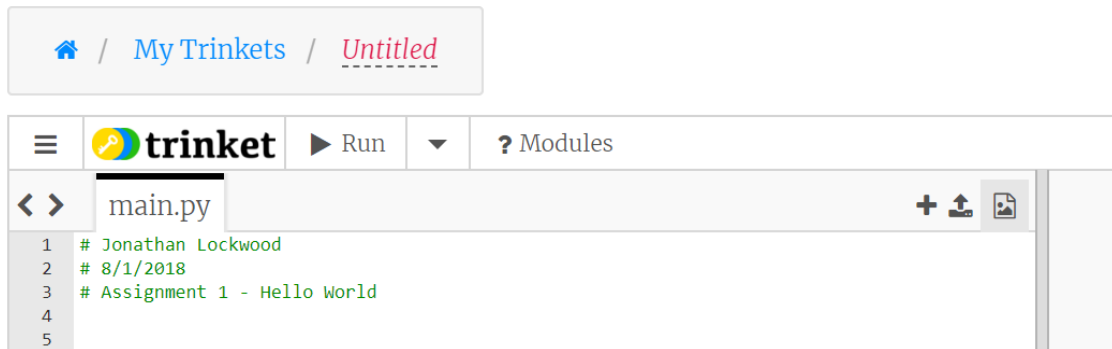 / My Trinkets / Untitled
trinket Run ? Modules
main.py
1 # Jonathan Lockwood
2 # 8/1/2018
3 # Assignment 1 - Hello World
4
5